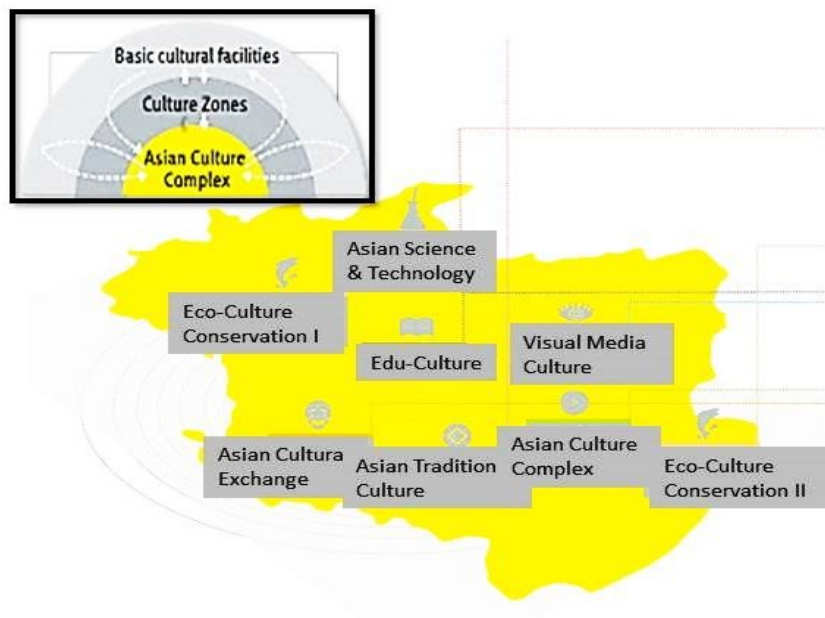 Basic cultural facilities
Culture Zones
Asian Culture
Complex
Asian Science
& Technology
Eco-Culture
Conservation I
Edu-Culture
Visual Media
Culture
Asian Cultura
Exchange
Asian Tradition
Culture
Asian Culture
Complex
Eco-Culture
Conservation II